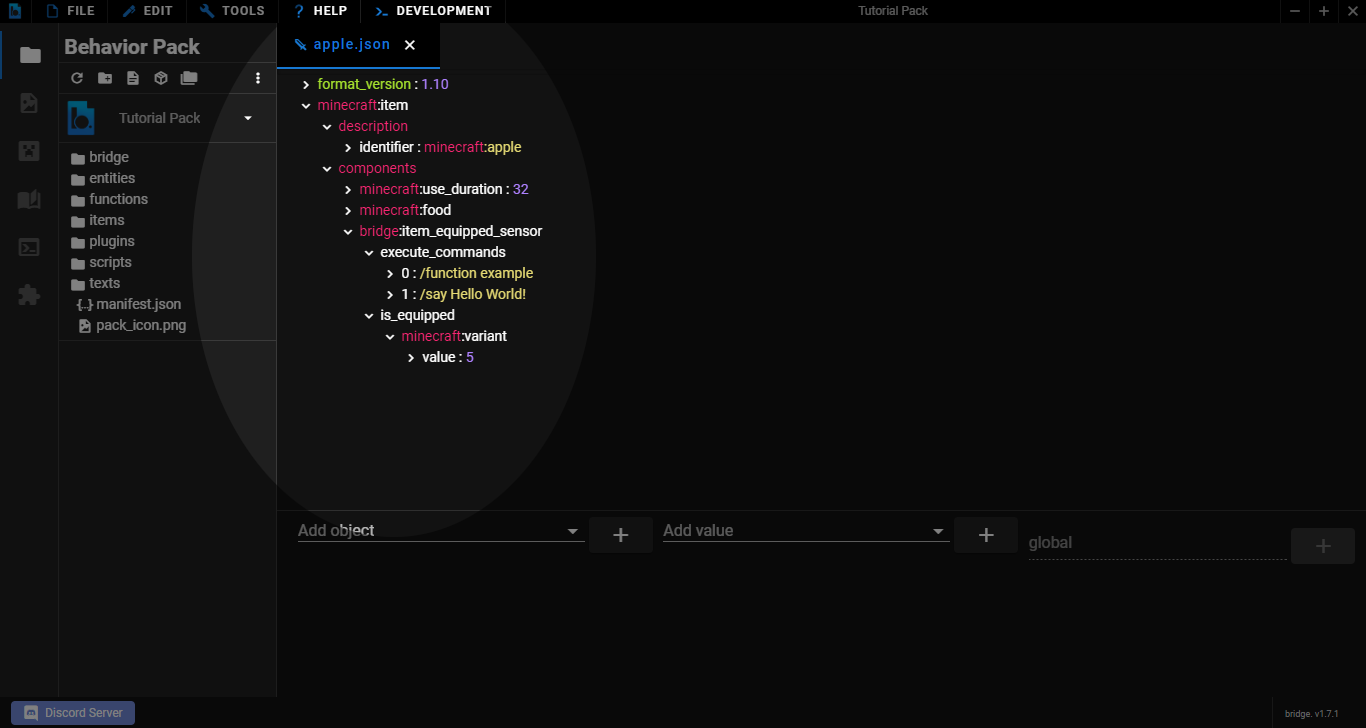 FILE EDIT TOOLS HELP DEVELOPMENT Tutorial Pack
Behavior Pack
apple.json
Tutorial Pack
bridge
entities
functions
items
plugins
scripts
texts
{..} manifest.json
pack_icon.png
format_version : 1.10
minecraft:item
description
identifier : minecraft:apple
components
minecraft:use_duration : 32
minecraft:food
bridge:item_equipped_sensor
execute_commands
0 : /function example
1 : /say Hello World!
is_equipped
minecraft:variant
value : 5
Add object
Add value
global
Discord Server
bridge. v1.7.1